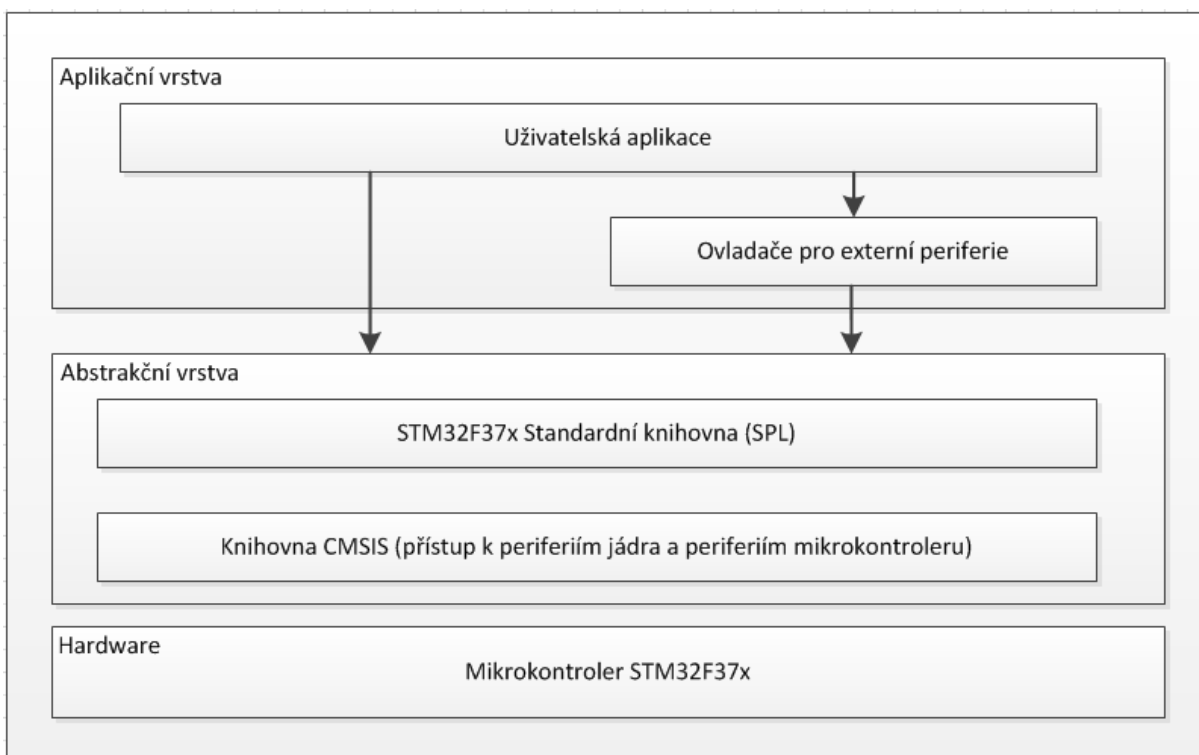 Aplikační vrstva
Uživatelská aplikace
Ovladače pro externí periferie
Abstrakční vrstva
STM32F37x Standardní knihovna (SPL)
Knihovna CMSIS (přístup k periferiím jádra a periferiím mikrokontroleru)
Hardware
Mikrokontroler STM32F37x